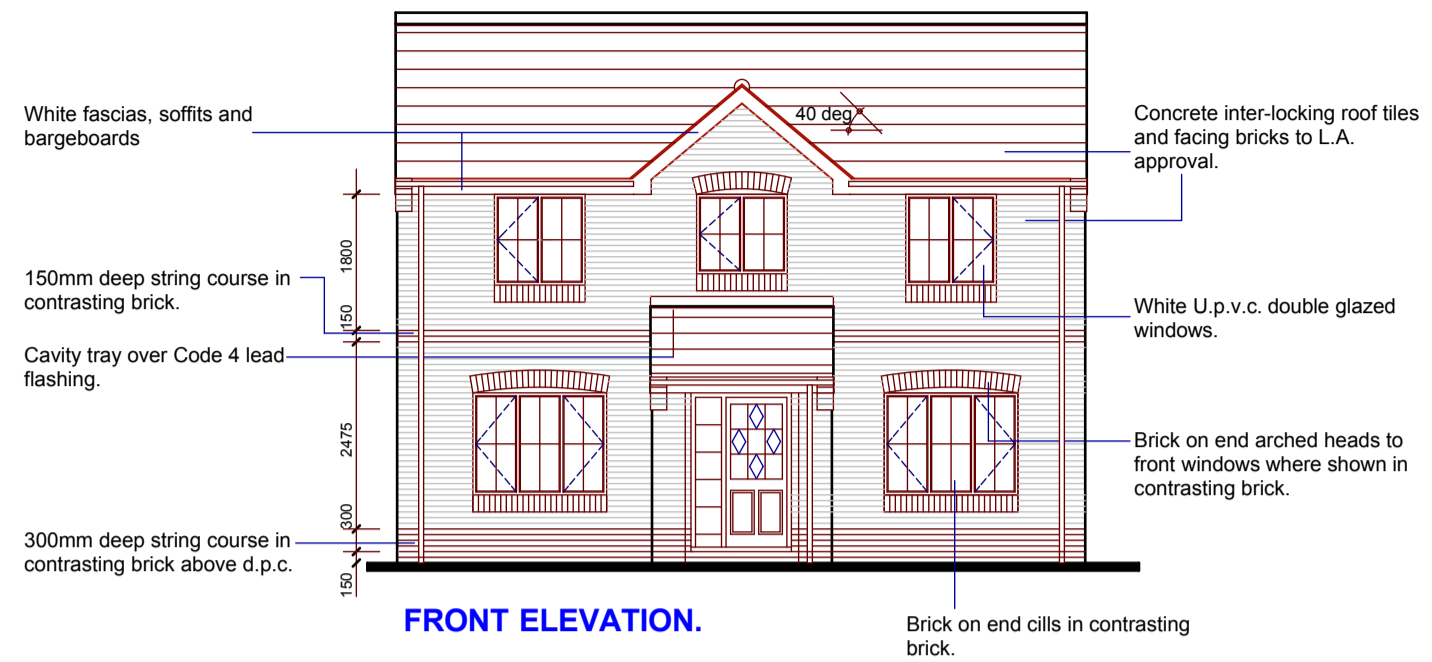 White fascias, soffits and
bargeboards
40 deg
Concrete inter-locking roof tiles
and facing bricks to L.A.
approval.
1800
150mm deep string course in
contrasting brick.
150
White U.p.v.c. double glazed
windows.
Cavity tray over Code 4 lead
flashing.
2475
Brick on end arched heads to
front windows where shown in
contrasting brick.
300
300mm deep string course in
contrasting brick above d.p.c.
150
FRONT ELEVATION.
Brick on end cills in contrasting
brick.